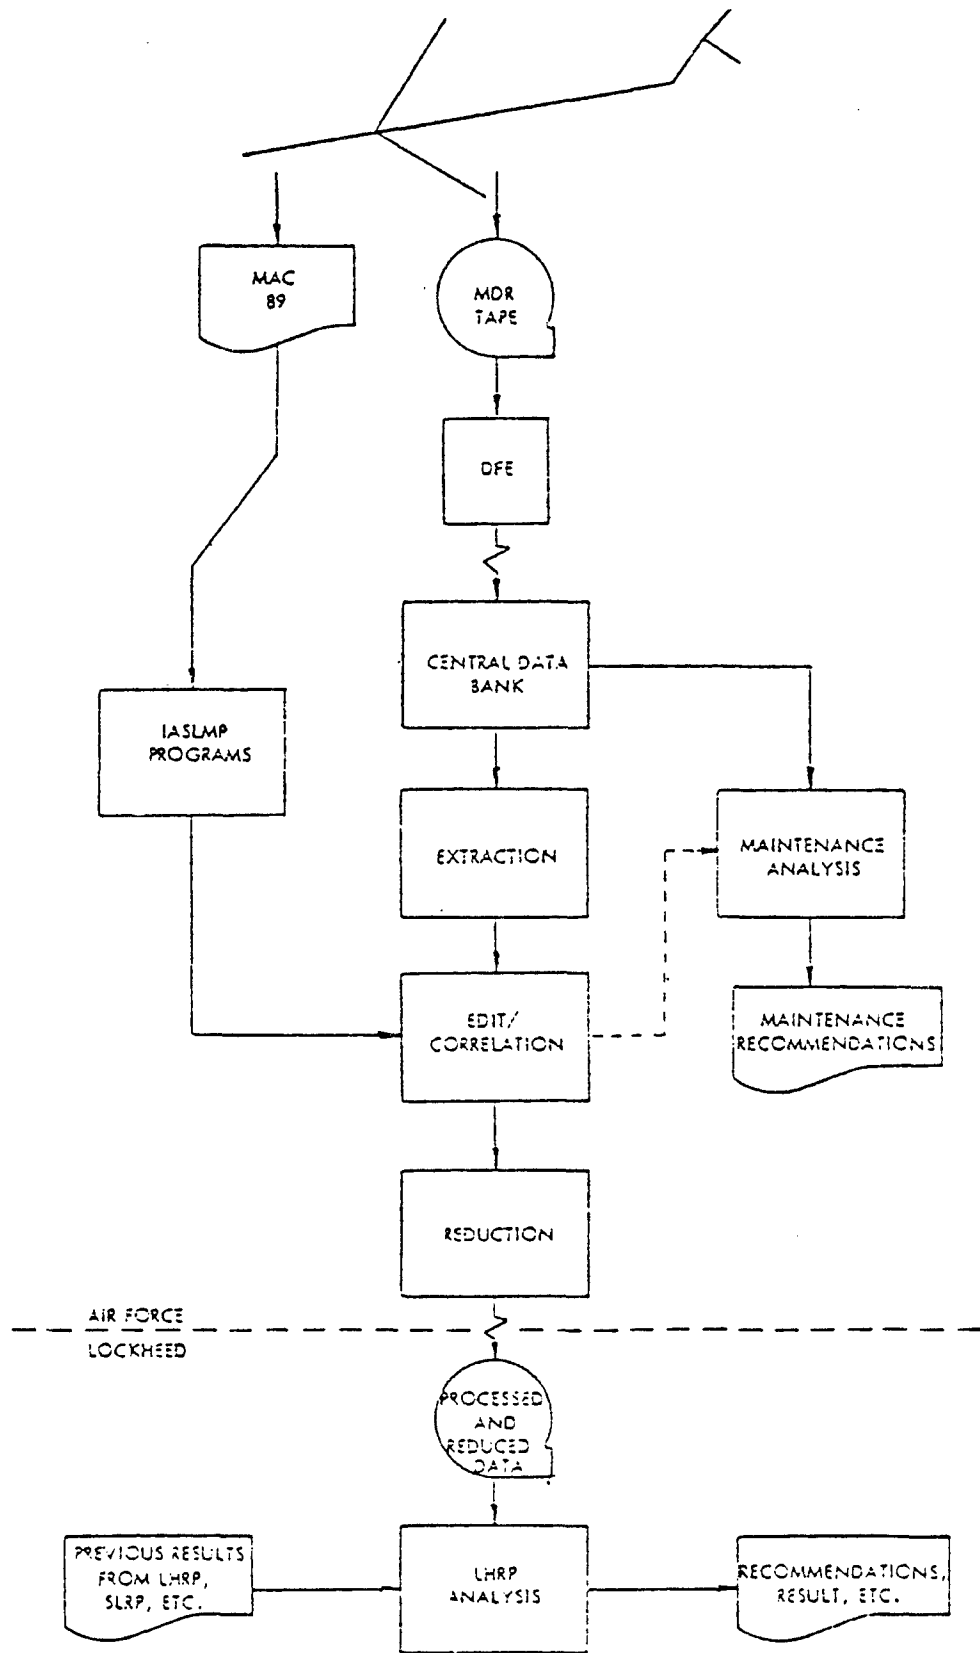 MAC
89
MDR
TAPE
DFE
CENTRAL DATA
BANK
IASLMP
PROGRAMS
EXTRACTION
MAINTENANCE
ANALYSIS
EDIT/
CORRELATION
MAINTENANCE
RECOMMENDATIONS
REDUCTION
AIR FORCE
LOCKHEED
PROCESSED
AND
REDUCED
DATA
PREVIOUS RESULTS
FROM LHRP,
SLRP, ETC.
LHRP
ANALYSIS
RECOMMENDATIONS,
RESULT, ETC.